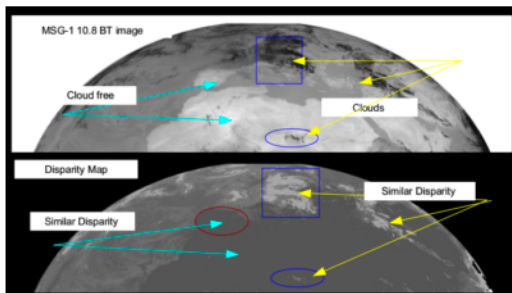 MSG-1 10.8 BT image
Cloud free
Clouds
Disparity Map
Similar Disparity
Similar Disparity